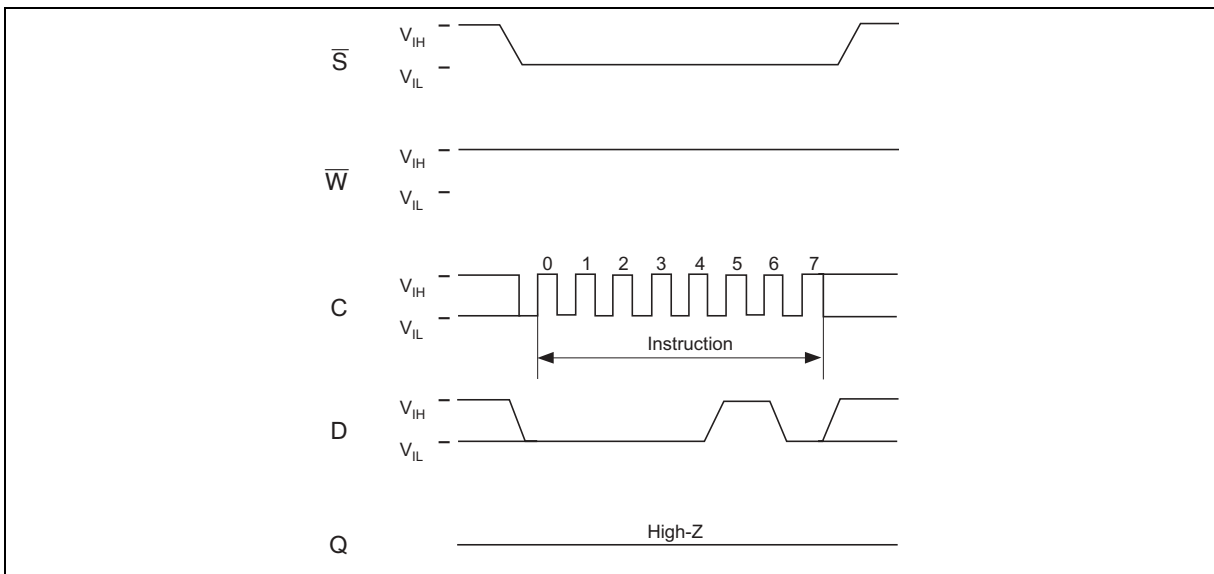 V_IH
S̅
V_IL
V_IH
W̅
V_IL
0 1 2 3 4 5 6 7
V_IH
C
V_IL
Instruction
V_IH
D
V_IL
High-Z
Q